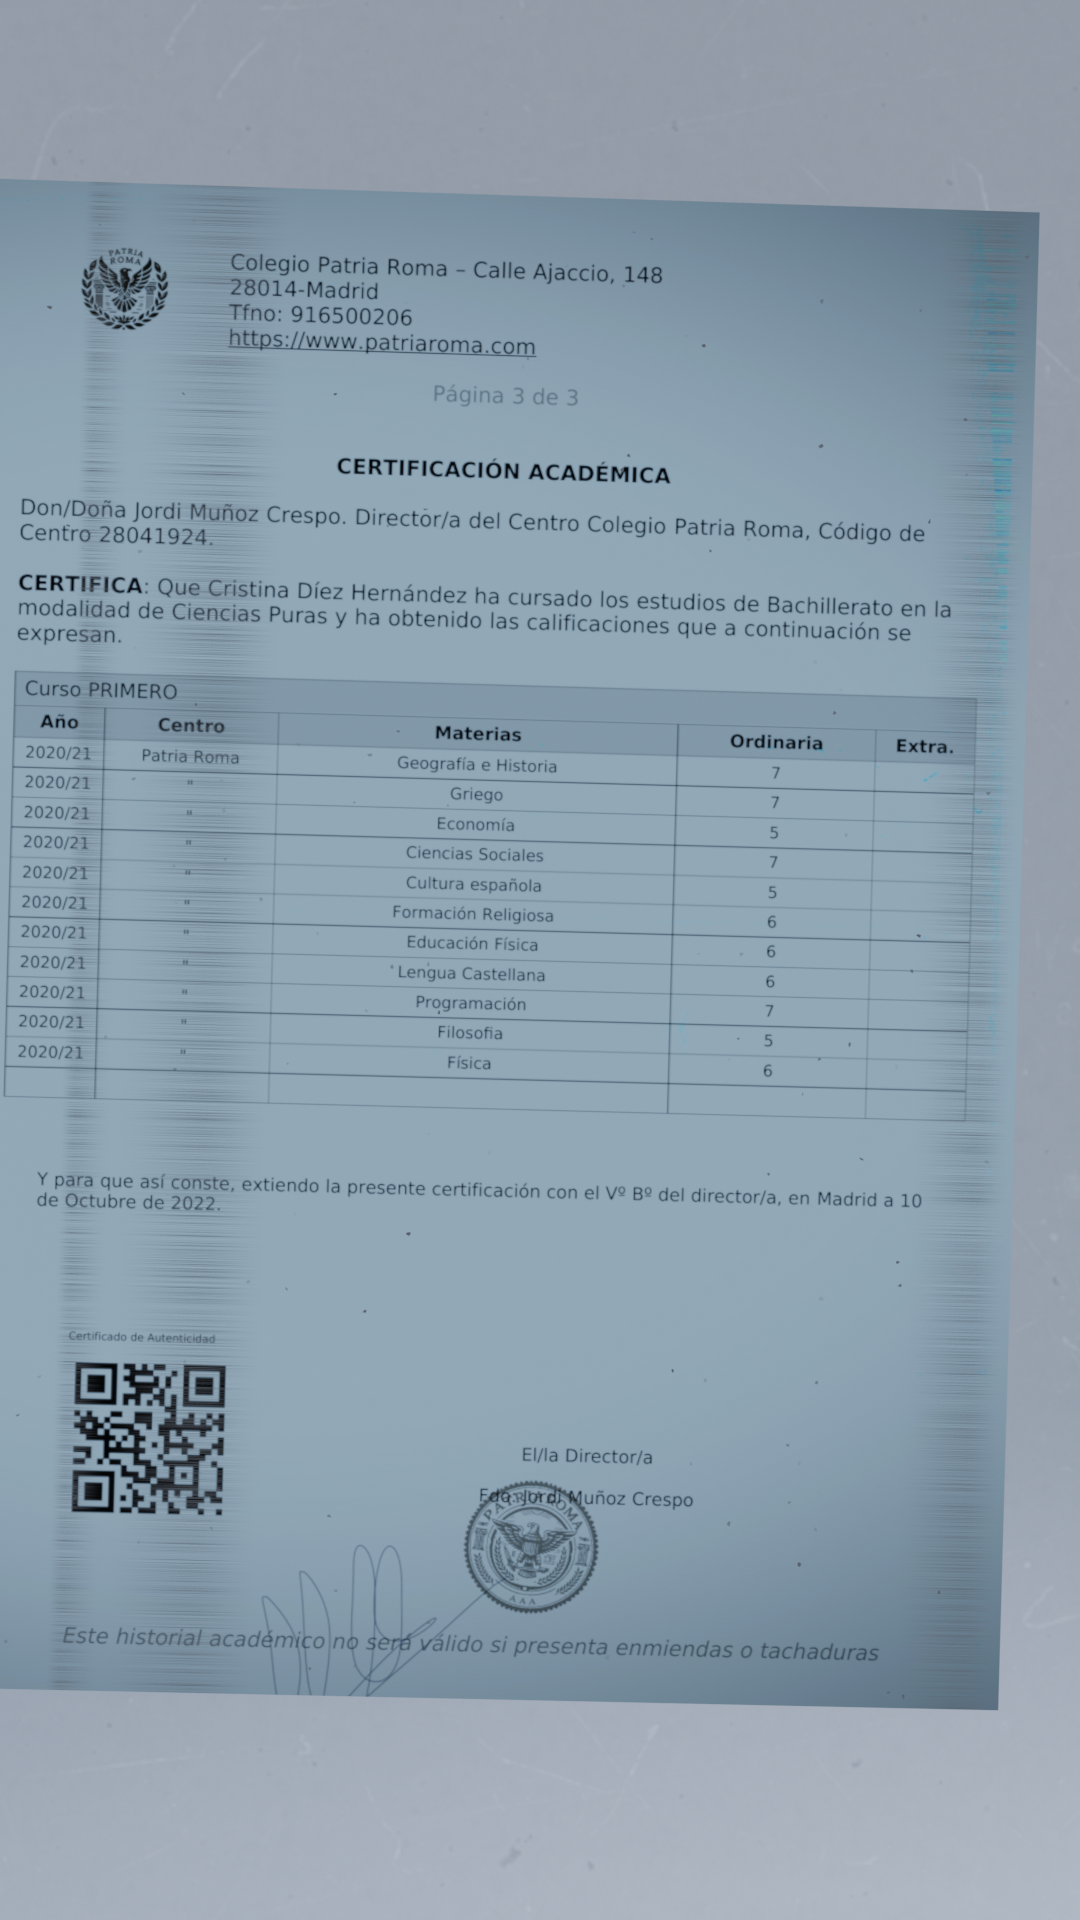 PATRIA
ROMA
Colegio Patria Roma – Calle Ajaccio, 148
28014-Madrid
Tfno: 916500206
https://www.patriaroma.com
Página 3 de 3
CERTIFICACIÓN ACADÉMICA
Don/Doña Jordi Muñoz Crespo. Director/a del Centro Colegio Patria Roma, Código de
Centro 28041924.
CERTIFICA: Que Cristina Díez Hernández ha cursado los estudios de Bachillerato en la
modalidad de Ciencias Puras y ha obtenido las calificaciones que a continuación se
expresan.
Curso PRIMERO
Año Centro Materias Ordinaria Extra.
2020/21 Patria Roma Geografía e Historia 7
2020/21 " Griego 7
2020/21 " Economía 5
2020/21 " Ciencias Sociales 7
2020/21 " Cultura española 5
2020/21 " Formación Religiosa 6
2020/21 " Educación Física 6
2020/21 " Lengua Castellana 6
2020/21 " Programación 7
2020/21 " Filosofia 5
2020/21 " Física 6
Y para que así conste, extiendo la presente certificación con el Vº Bº del director/a, en Madrid a 10
de Octubre de 2022.
Certificado de Autenticidad
El/la Director/a
Fdo. Jordi Muñoz Crespo
PATRIA ROMA
AAA
Este historial académico no será válido si presenta enmiendas o tachaduras